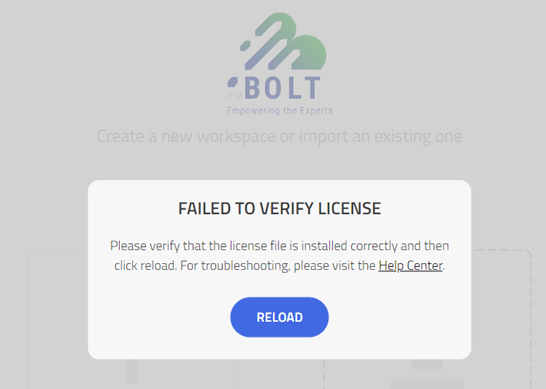 BOLT
Empowering the Experts
Create a new workspace or import an existing one
FAILED TO VERIFY LICENSE
Please verify that the license file is installed correctly and then
click reload. For troubleshooting, please visit the Help Center.
RELOAD